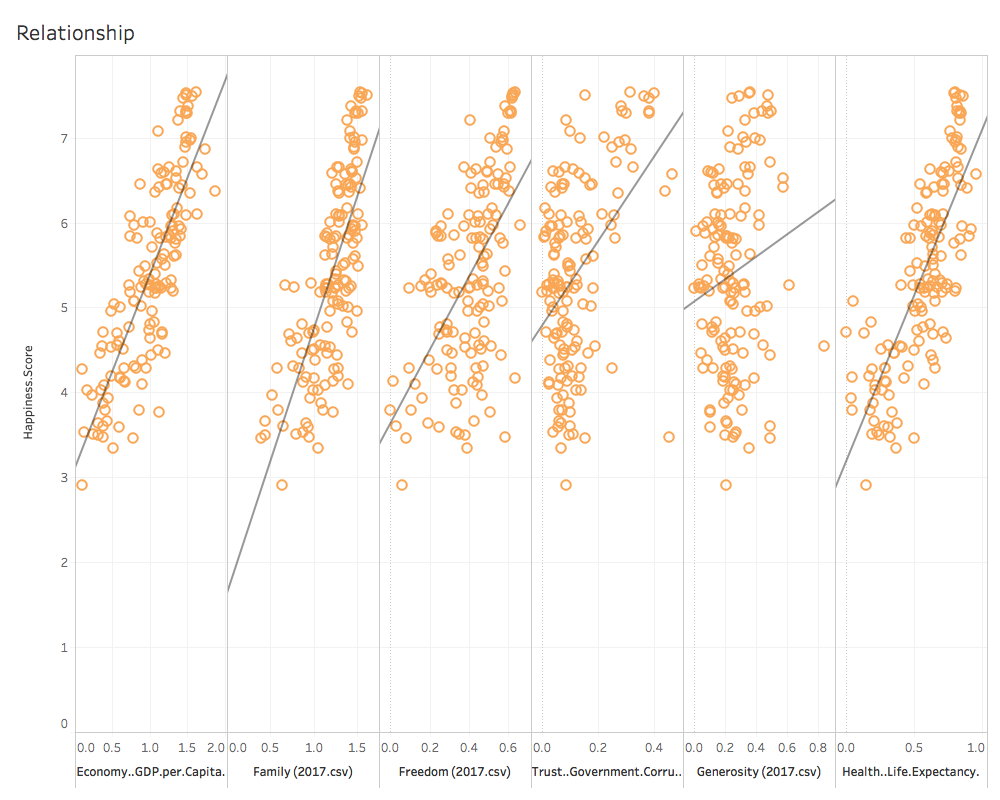 Relationship
Happiness.Score
7
6
5
4
3
2
1
0
0.0 0.5 1.0 1.5 2.0 0.0 0.5 1.0 1.5 0.0 0.2 0.4 0.6 0.0 0.2 0.4 0.0 0.2 0.4 0.6 0.8 0.0 0.5 1.0
Economy..GDP.per.Capita. Family (2017.csv) Freedom (2017.csv) Trust..Government.Corru.. Generosity (2017.csv) Health..Life.Expectancy.